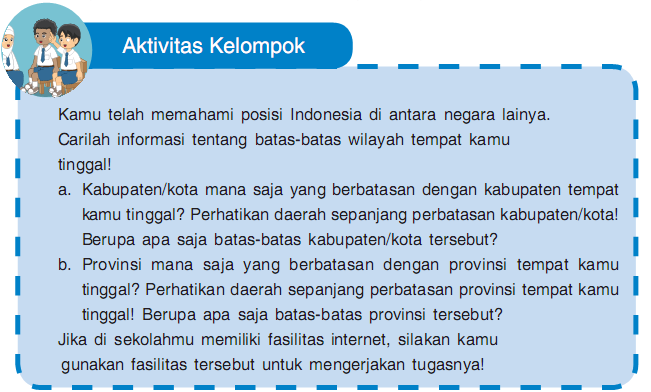 Aktivitas Kelompok
Kamu telah memahami posisi Indonesia di antara negara lainya.
Carilah informasi tentang batas-batas wilayah tempat kamu
tinggal!
a. Kabupaten/kota mana saja yang berbatasan dengan kabupaten tempat
kamu tinggal? Perhatikan daerah sepanjang perbatasan kabupaten/kota!
Berupa apa saja batas-batas kabupaten/kota tersebut?
b. Provinsi mana saja yang berbatasan dengan provinsi tempat kamu
tinggal? Perhatikan daerah sepanjang perbatasan provinsi tempat kamu
tinggal! Berupa apa saja batas-batas provinsi tersebut?
Jika di sekolahmu memiliki fasilitas internet, silakan kamu
gunakan fasilitas tersebut untuk mengerjakan tugasnya!